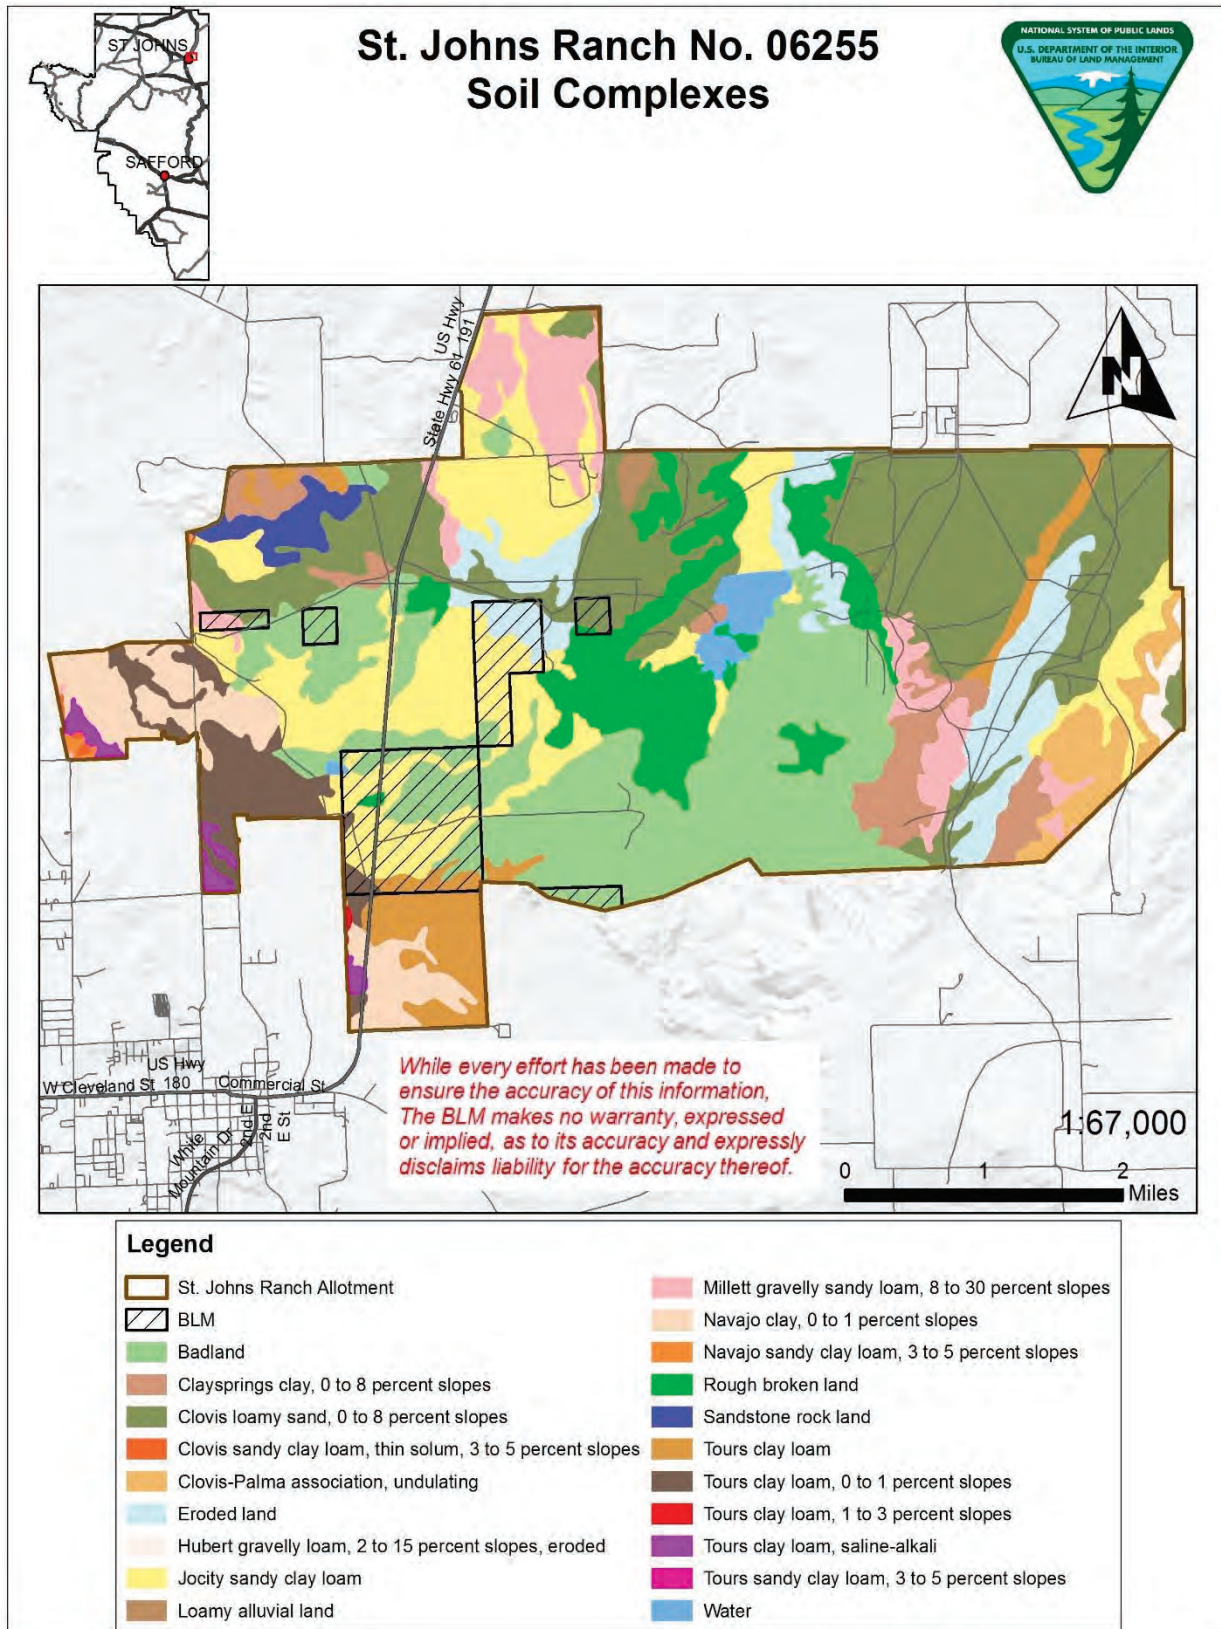 ST JOHNS
SAFFORD
St. Johns Ranch No. 06255
Soil Complexes
NATIONAL SYSTEM OF PUBLIC LANDS
U.S. DEPARTMENT OF THE INTERIOR
BUREAU OF LAND MANAGEMENT
US Hwy
State Hwy 61 191
N
US Hwy
W Cleveland St 180 Commercial St
2nd E
2nd
E St
White
Mountain Dr
While every effort has been made to
ensure the accuracy of this information,
The BLM makes no warranty, expressed
or implied, as to its accuracy and expressly
disclaims liability for the accuracy thereof.
1:67,000
0 1 2
Miles
Legend
St. Johns Ranch Allotment
BLM
Badland
Claysprings clay, 0 to 8 percent slopes
Clovis loamy sand, 0 to 8 percent slopes
Clovis sandy clay loam, thin solum, 3 to 5 percent slopes
Clovis-Palma association, undulating
Eroded land
Hubert gravelly loam, 2 to 15 percent slopes, eroded
Jocity sandy clay loam
Loamy alluvial land
Millett gravelly sandy loam, 8 to 30 percent slopes
Navajo clay, 0 to 1 percent slopes
Navajo sandy clay loam, 3 to 5 percent slopes
Rough broken land
Sandstone rock land
Tours clay loam
Tours clay loam, 0 to 1 percent slopes
Tours clay loam, 1 to 3 percent slopes
Tours clay loam, saline-alkali
Tours sandy clay loam, 3 to 5 percent slopes
Water